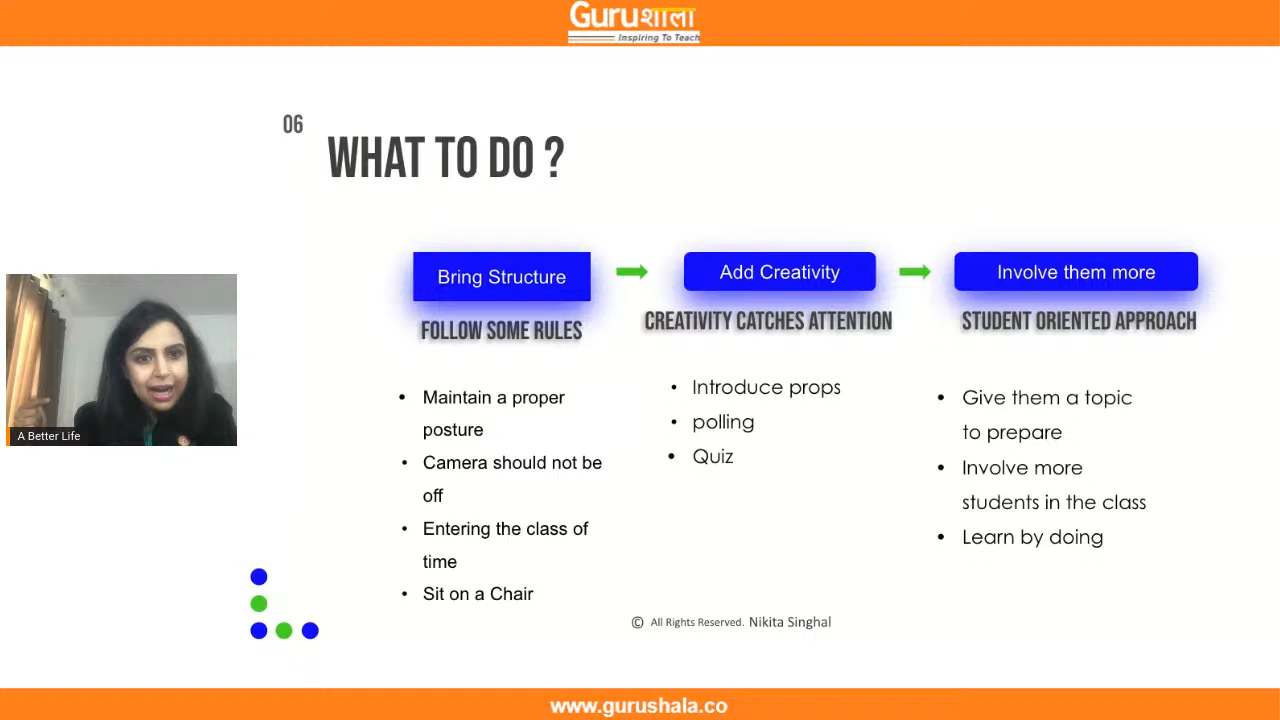 Guruशाला
Inspiring To Teach
06
WHAT TO DO ?
Bring Structure
FOLLOW SOME RULES
• Maintain a proper
posture
• Camera should not be
off
• Entering the class of
time
• Sit on a Chair
Add Creativity
CREATIVITY CATCHES ATTENTION
• Introduce props
• polling
• Quiz
Involve them more
STUDENT ORIENTED APPROACH
• Give them a topic
to prepare
• Involve more
students in the class
• Learn by doing
A Better Life
© All Rights Reserved. Nikita Singhal
www.gurushala.co